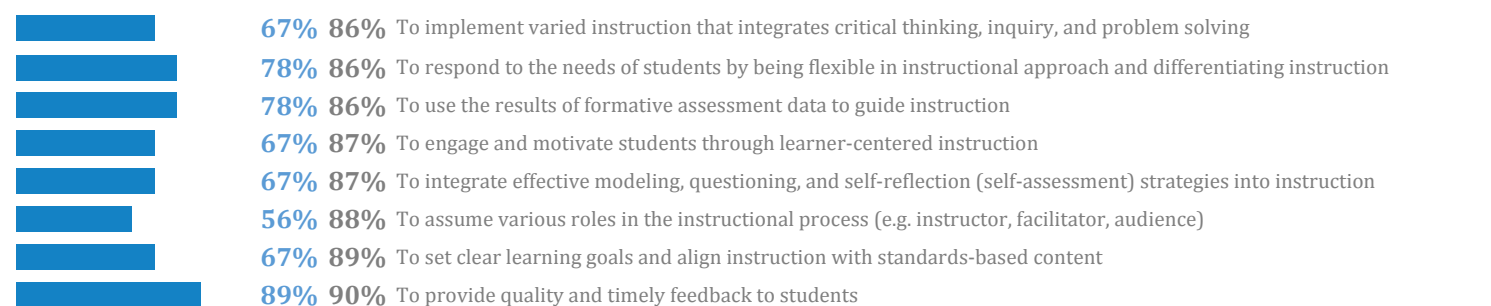 67% 86% To implement varied instruction that integrates critical thinking, inquiry, and problem solving
78% 86% To respond to the needs of students by being flexible in instructional approach and differentiating instruction
78% 86% To use the results of formative assessment data to guide instruction
67% 87% To engage and motivate students through learner-centered instruction
67% 87% To integrate effective modeling, questioning, and self-reflection (self-assessment) strategies into instruction
56% 88% To assume various roles in the instructional process (e.g. instructor, facilitator, audience)
67% 89% To set clear learning goals and align instruction with standards-based content
89% 90% To provide quality and timely feedback to students